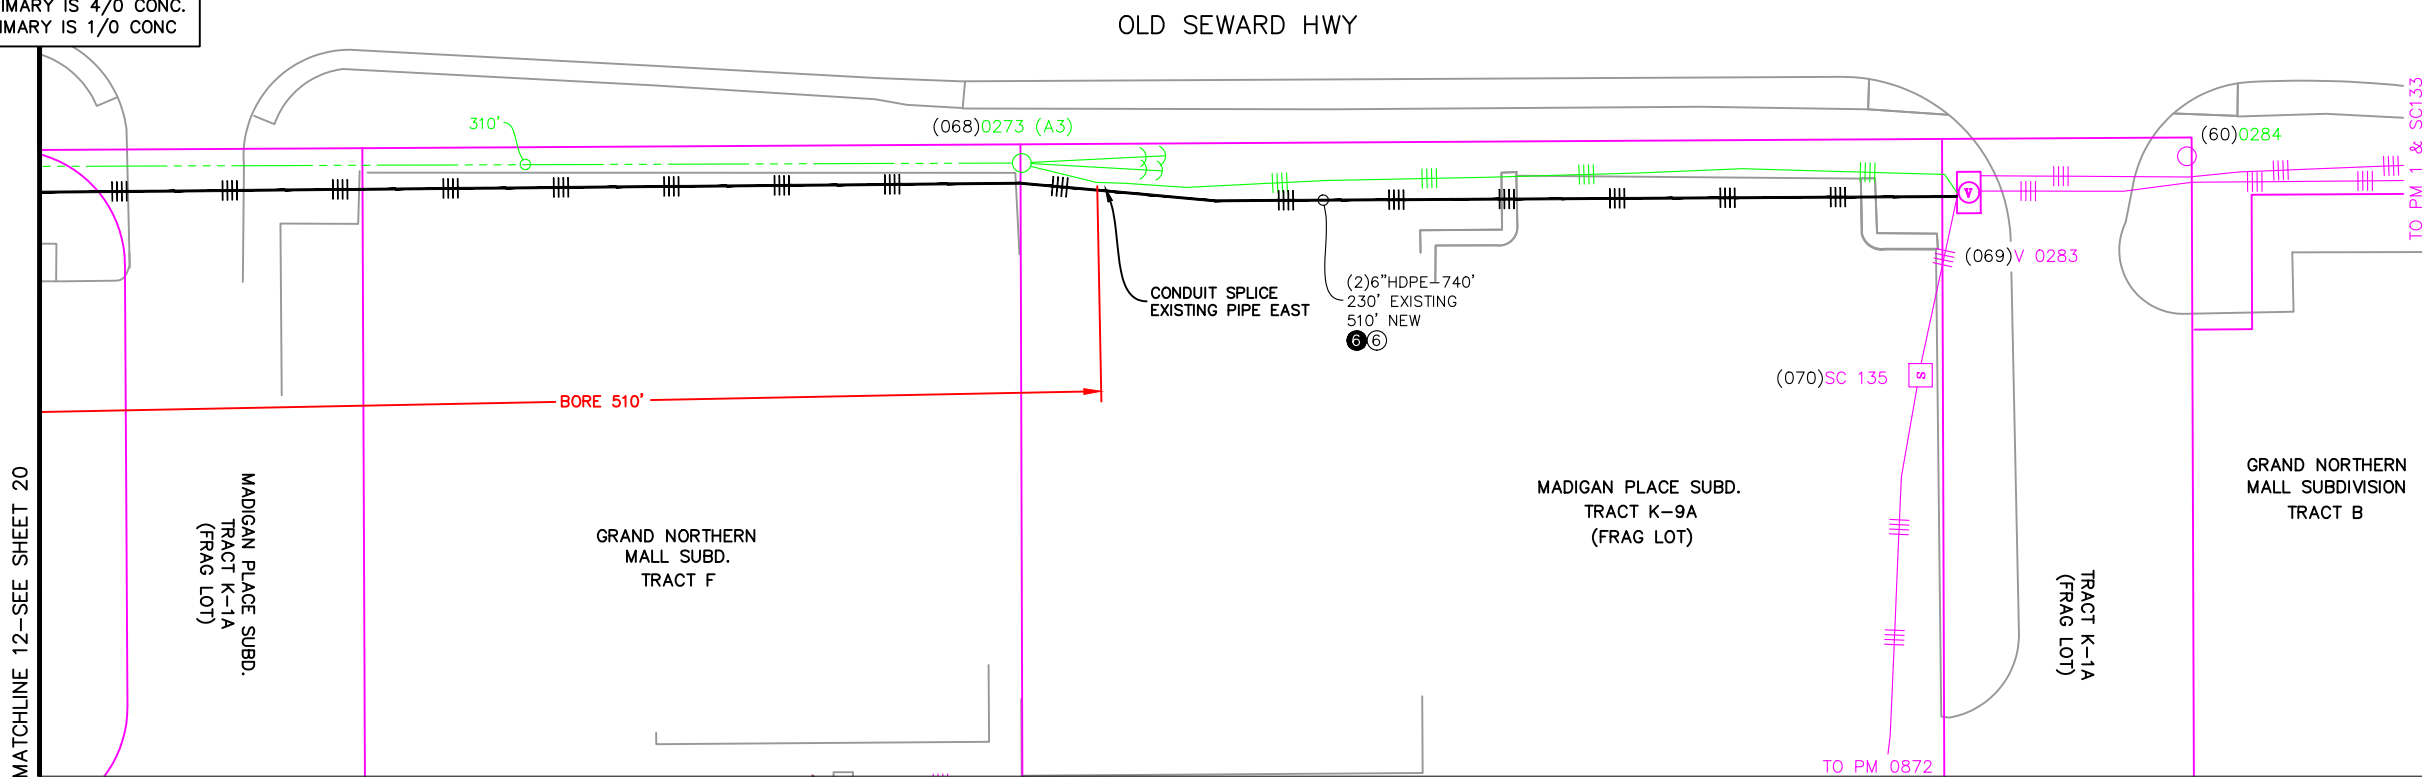 IMARY IS 4/0 CONC.
IMARY IS 1/0 CONC
OLD SEWARD HWY
310'
(068)0273 (A3)
(60)0284
TO PM 1 & SC133
(069)V 0283
V
CONDUIT SPLICE
EXISTING PIPE EAST
(2)6"HDPE-740'
230' EXISTING
510' NEW
6 6
(070)SC 135
S
BORE 510'
MATCHLINE 12-SEE SHEET 20
MADIGAN PLACE SUBD.
TRACT K-1A
(FRAG LOT)
GRAND NORTHERN
MALL SUBD.
TRACT F
MADIGAN PLACE SUBD.
TRACT K-9A
(FRAG LOT)
GRAND NORTHERN
MALL SUBDIVISION
TRACT B
TRACT K-1A
(FRAG LOT)
TO PM 0872